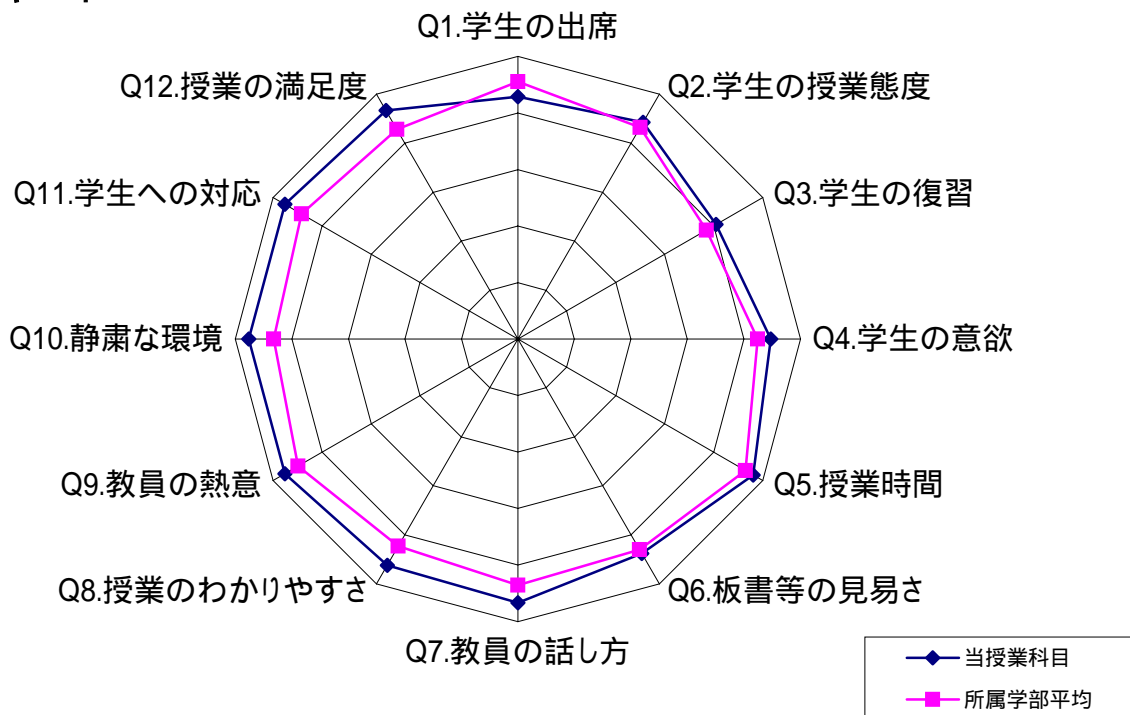 Q1.学生の出席
Q2.学生の授業態度
Q3.学生の復習
Q4.学生の意欲
Q5.授業時間
Q6.板書等の見易さ
Q7.教員の話し方
Q8.授業のわかりやすさ
Q9.教員の熱意
Q10.静粛な環境
Q11.学生への対応
Q12.授業の満足度
当授業科目
所属学部平均